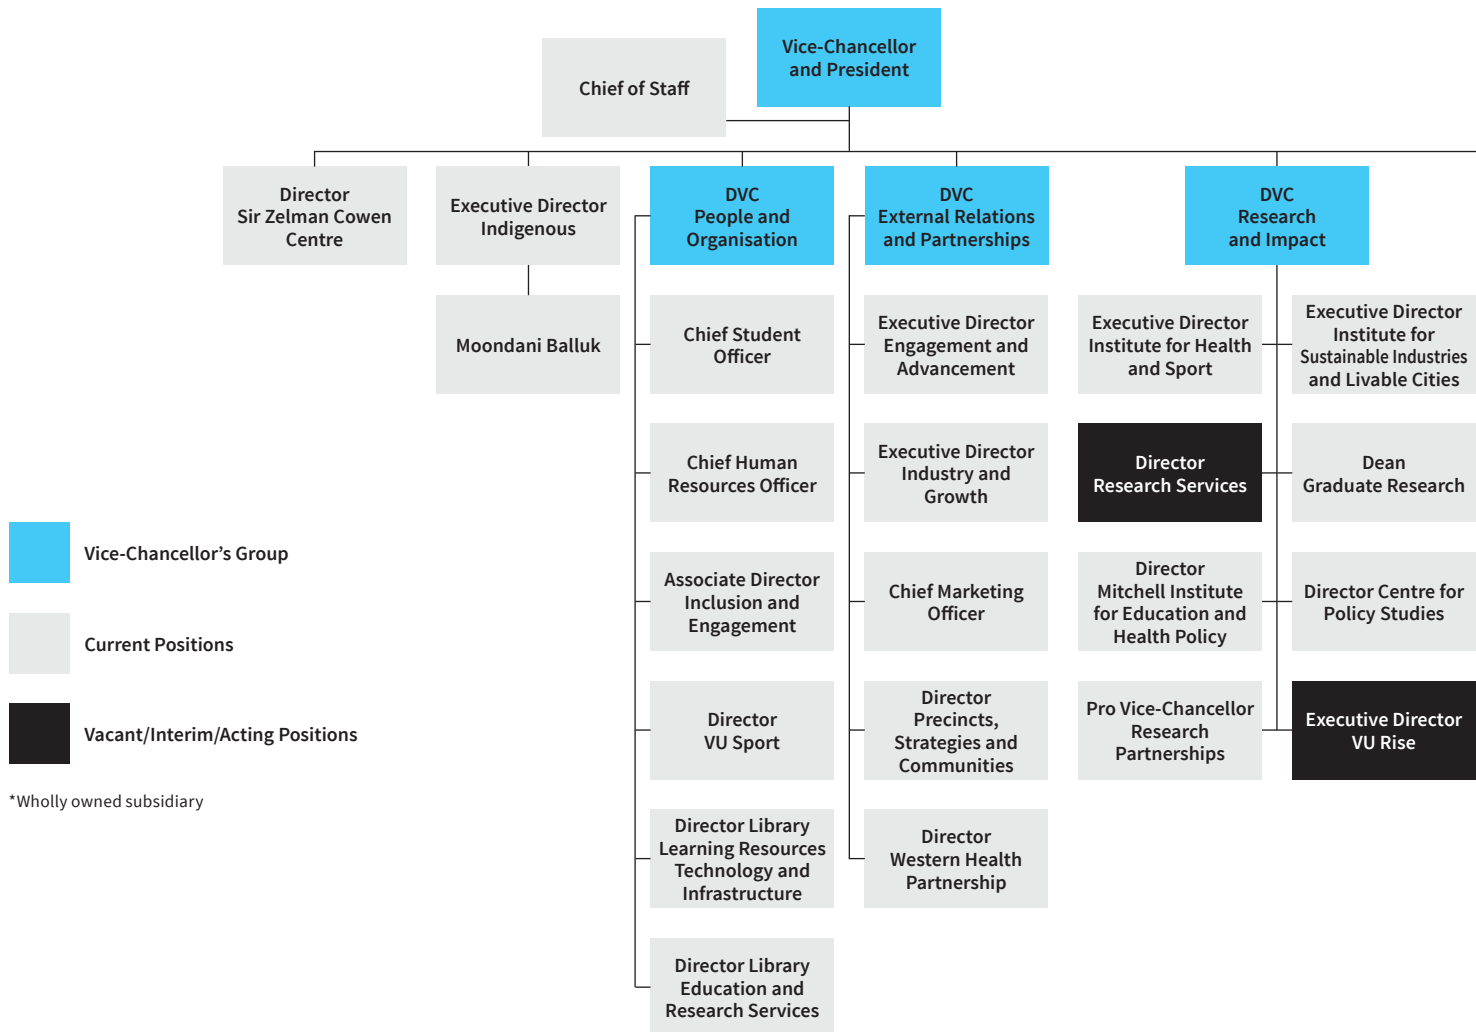 Vice-Chancellor
and President
Chief of Staff
Director
Sir Zelman Cowen
Centre
Executive Director
Indigenous
DVC
People and
Organisation
DVC
External Relations
and Partnerships
DVC
Research
and Impact
Moondani Balluk
Chief Student
Officer
Executive Director
Engagement and
Advancement
Executive Director
Institute for Health
and Sport
Executive Director
Institute for
Sustainable Industries
and Livable Cities
Chief Human
Resources Officer
Executive Director
Industry and
Growth
Director
Research Services
Dean
Graduate Research
Vice-Chancellor’s Group
Associate Director
Inclusion and
Engagement
Chief Marketing
Officer
Director
Mitchell Institute
for Education and
Health Policy
Director Centre for
Policy Studies
Current Positions
Director
VU Sport
Director
Precincts,
Strategies and
Communities
Pro Vice-Chancellor
Research
Partnerships
Executive Director
VU Rise
Vacant/Interim/Acting Positions
*Wholly owned subsidiary
Director Library
Learning Resources
Technology and
Infrastructure
Director
Western Health
Partnership
Director Library
Education and
Research Services